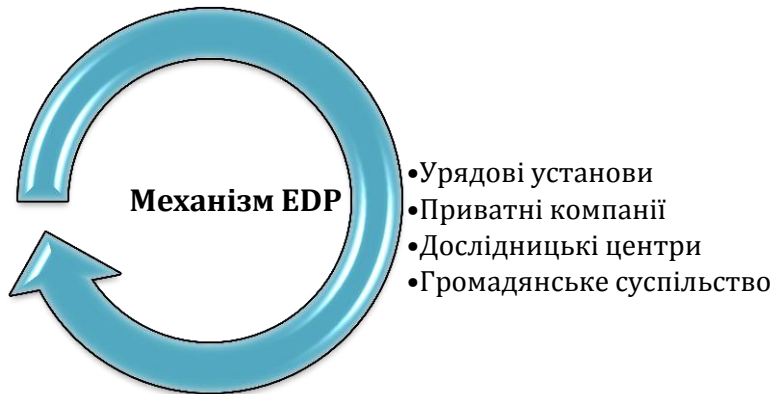 Механізм EDP
•Урядові установи
•Приватні компанії
•Дослідницькі центри
•Громадянське суспільство